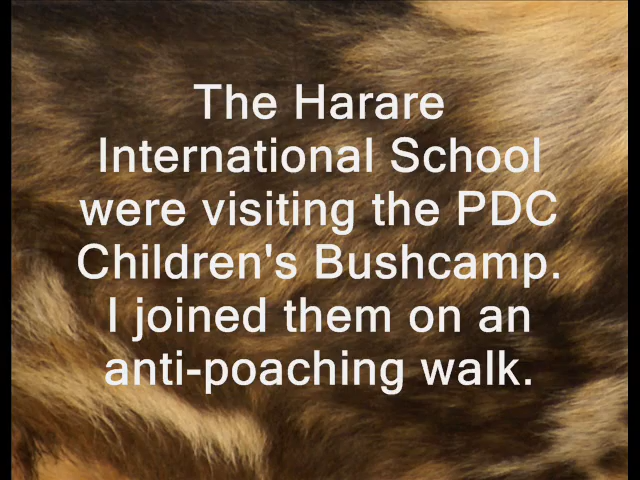 The Harare
International School
were visiting the PDC
Children's Bushcamp.
I joined them on an
anti-poaching walk.